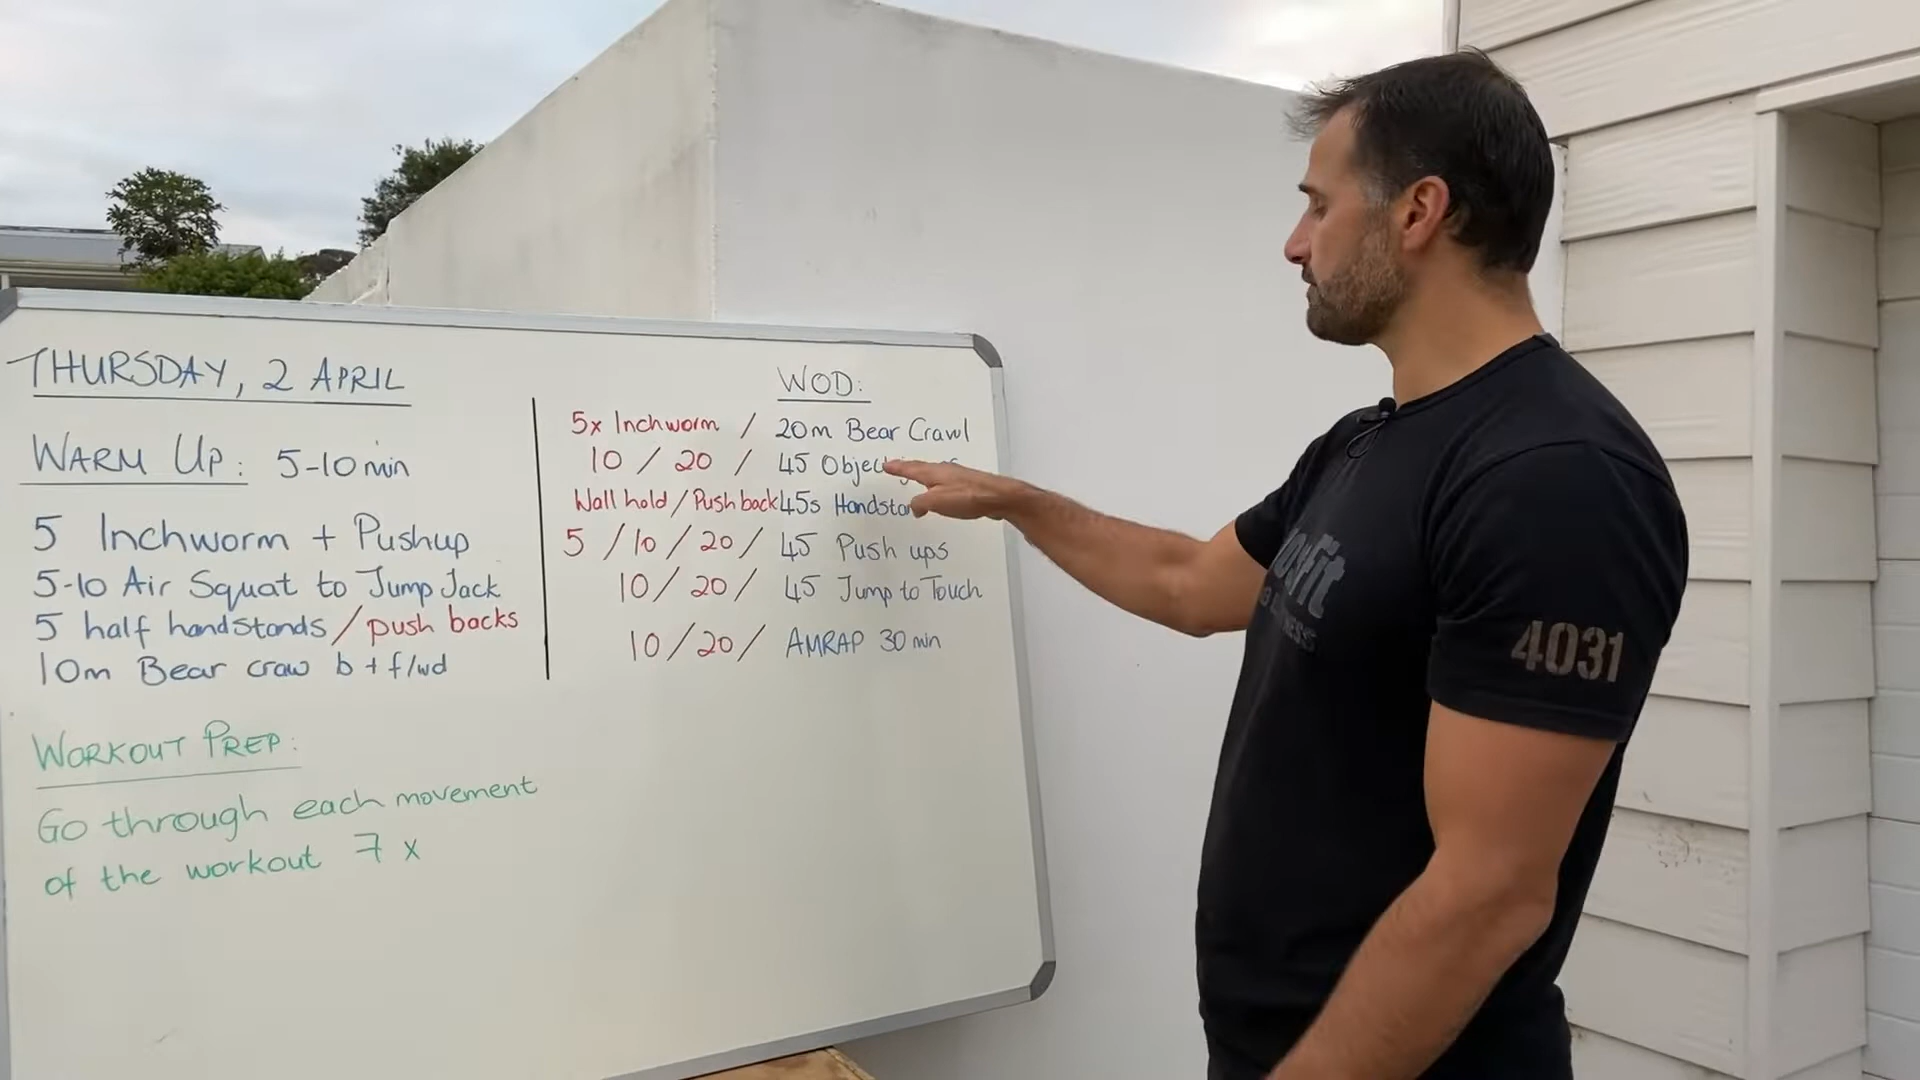 THURSDAY, 2 APRIL
WARM UP: 5-10 min
5 Inchworm + Pushup
5-10 Air Squat to Jump Jack
5 half handstands / push backs
10m Bear craw b + f/wd
WORKOUT PREP:
Go through each movement
of the workout 7 x
WOD:
5x Inchworm / 20m Bear Crawl
10 / 20 / 45
Wall hold / Push back 45s
5 / 10 / 20 / 45 Push ups
10 / 20 / 45 Jump to Touch
10 / 20 / AMRAP 30 min
4031